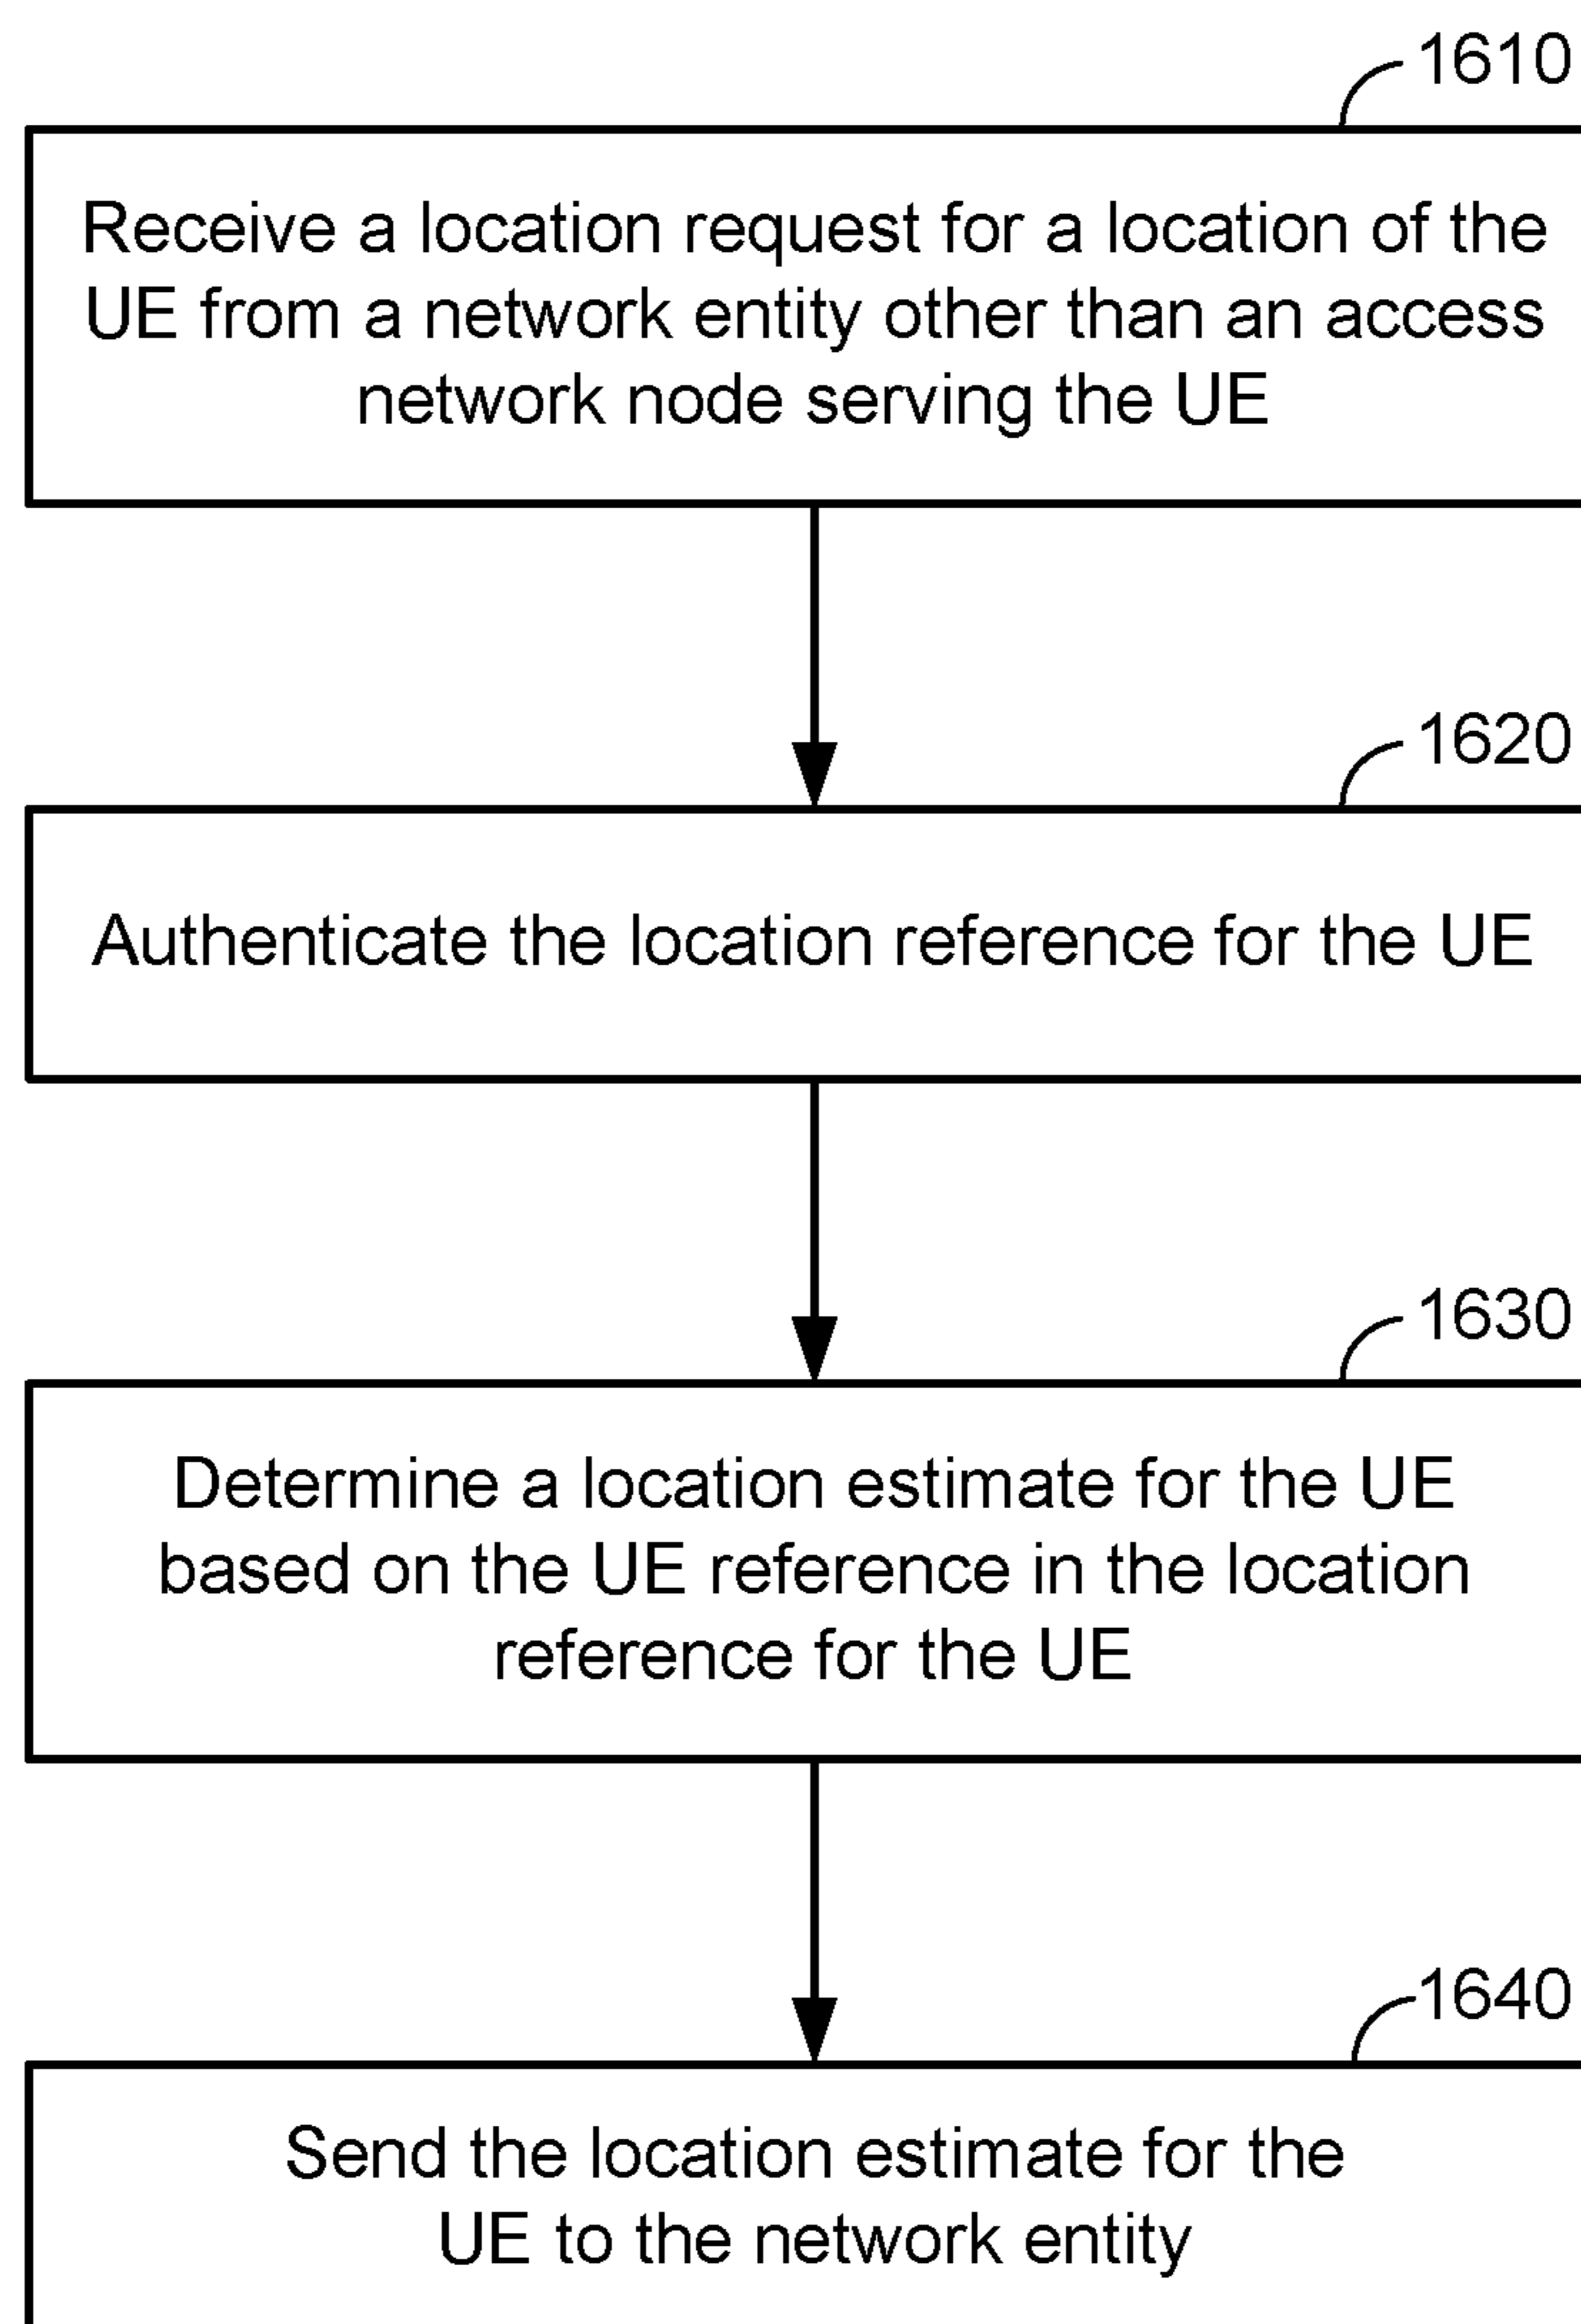 1610
Receive a location request for a location of the
UE from a network entity other than an access
network node serving the UE
1620
Authenticate the location reference for the UE
1630
Determine a location estimate for the UE
based on the UE reference in the location
reference for the UE
1640
Send the location estimate for the
UE to the network entity